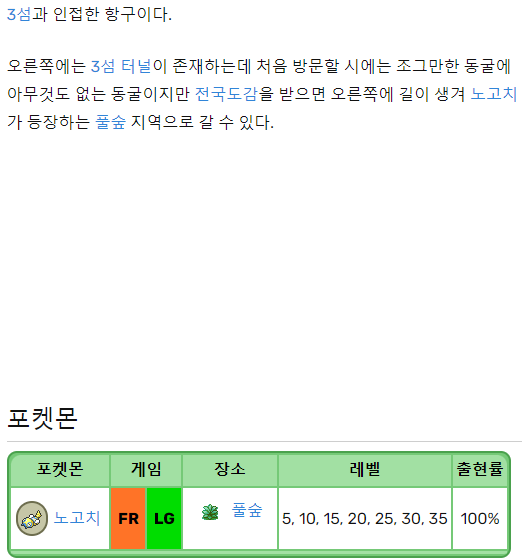 3섬과 인접한 항구이다.
오른쪽에는 3섬 터널이 존재하는데 처음 방문할 시에는 조그만한 동굴에
아무것도 없는 동굴이지만 전국도감을 받으면 오른쪽에 길이 생겨 노고치
가 등장하는 풀숲 지역으로 갈 수 있다.
포켓몬
포켓몬 게임 장소 레벨 출현률
노고치 FR LG 풀숲 5, 10, 15, 20, 25, 30, 35 100%